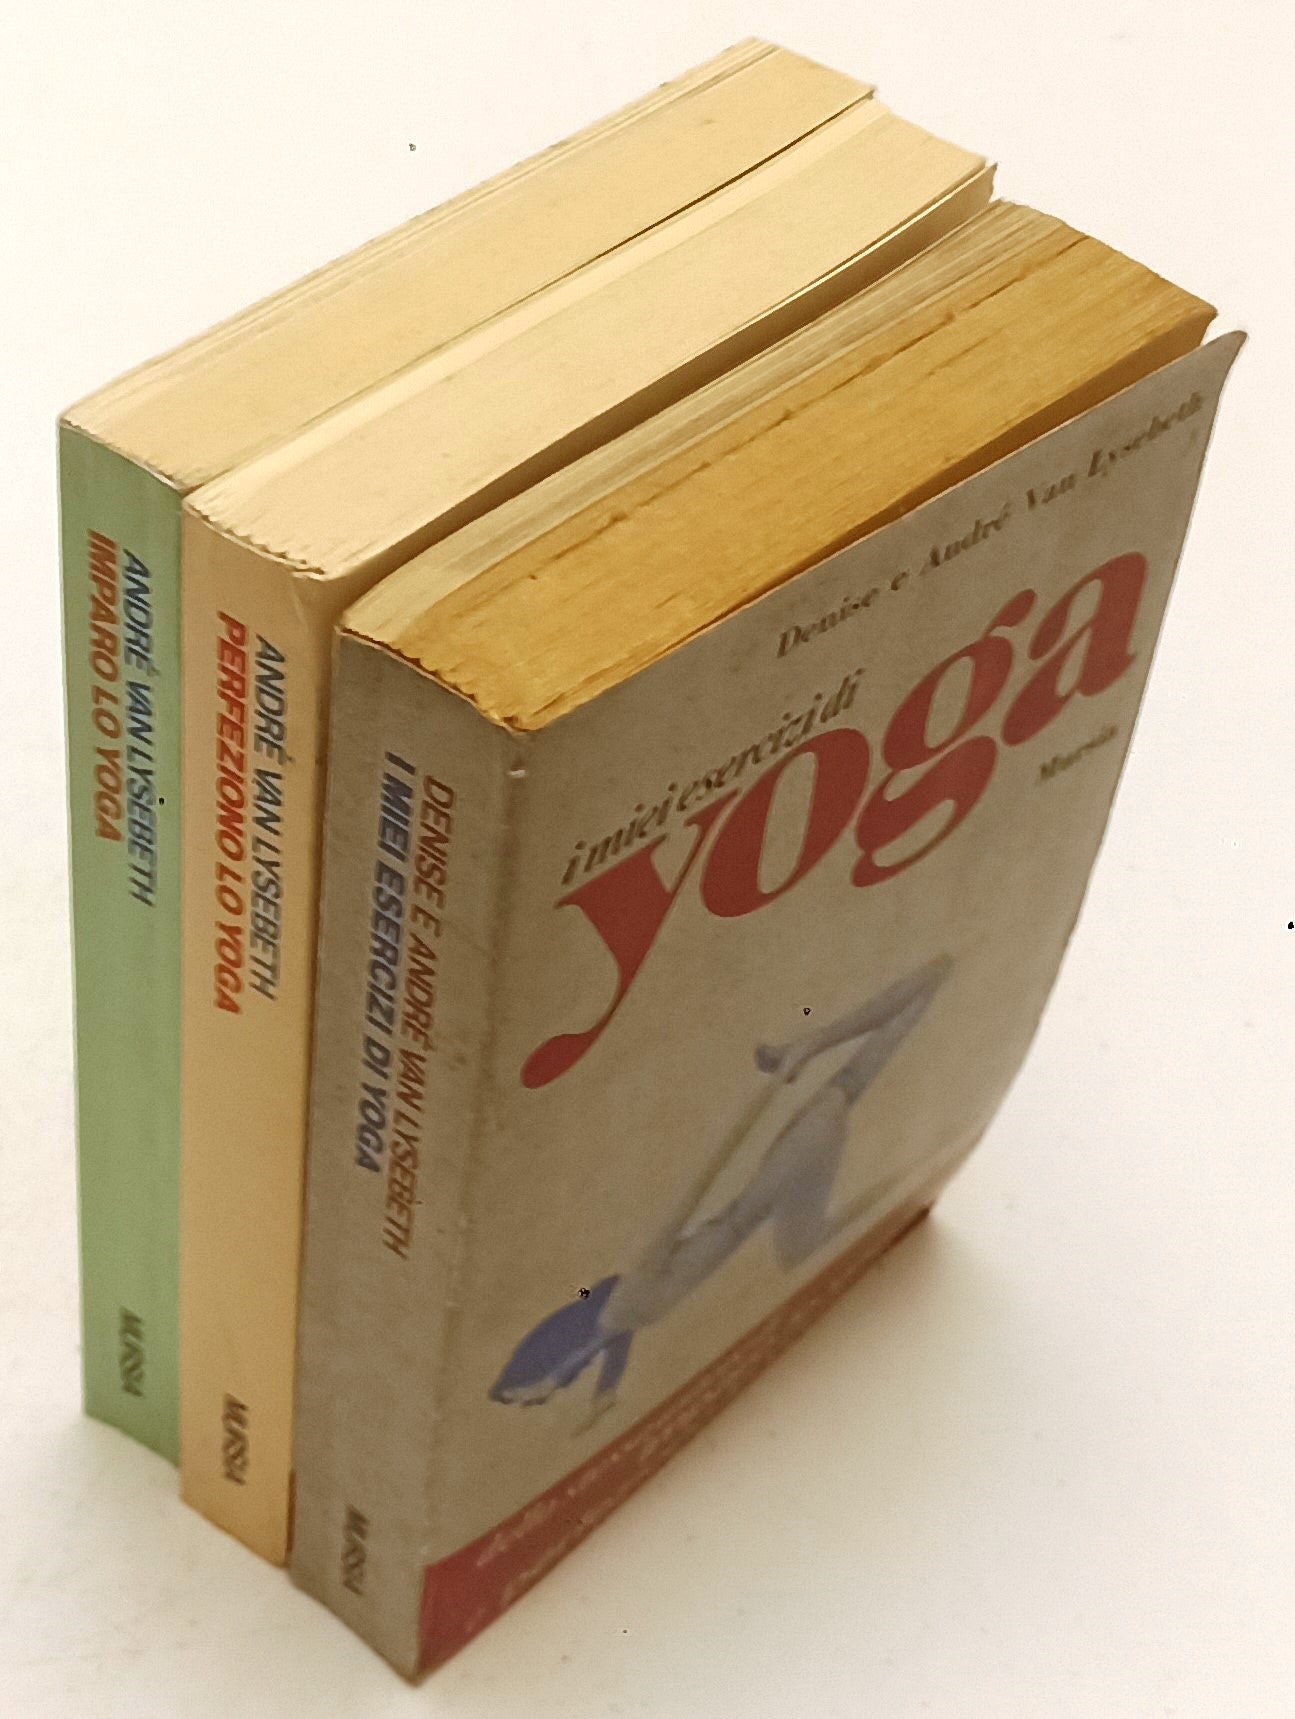 ANDRÉ VAN LYSEBETH
IMPARO LO YOGA
MURSIA
ANDRÉ VAN LYSEBETH
PERFEZIONO LO YOGA
MURSIA
DENISE E ANDRÉ VAN LYSEBETH
I MIEI ESERCIZI DI YOGA
MURSIA
Denise e André Van Lysebeth
i miei esercizi di
yoga
Mursia